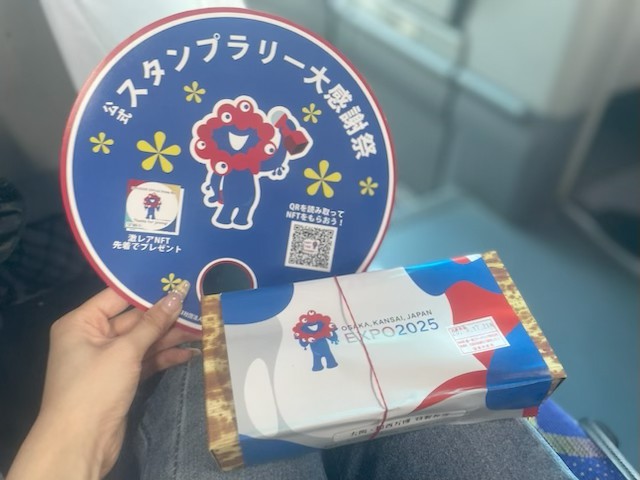 公式
スタンプラリー大感謝祭
激レアNFT
先着でプレゼント
QRを読み取って
NFTをもらおう!
OSAKA, KANSAI, JAPAN
EXPO2025